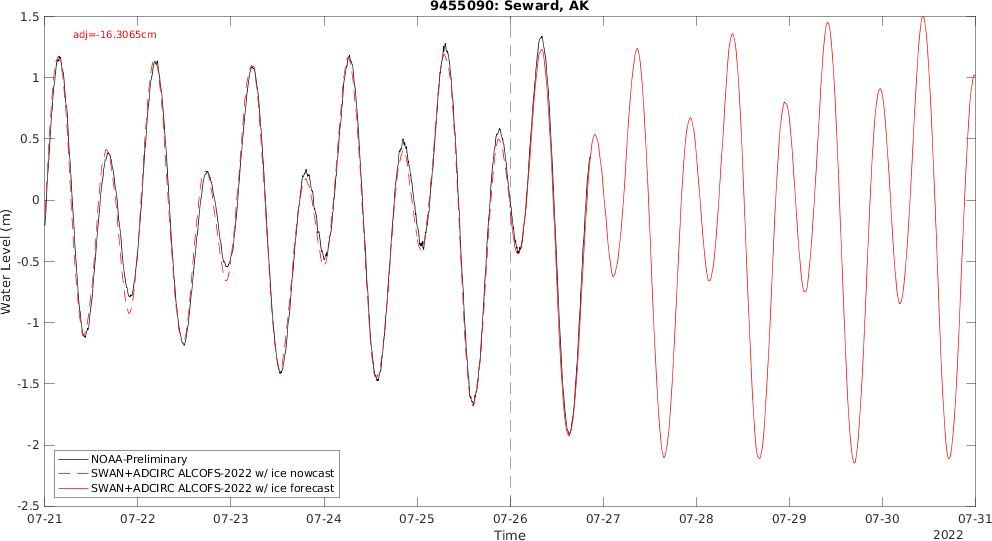 9455090: Seward, AK
adj=-16.3065cm
1.5
1
0.5
0
-0.5
-1
-1.5
-2
-2.5
Water Level (m)
NOAA-Preliminary
SWAN+ADCIRC ALCOFS-2022 w/ ice nowcast
SWAN+ADCIRC ALCOFS-2022 w/ ice forecast
07-21 07-22 07-23 07-24 07-25 07-26 07-27 07-28 07-29 07-30 07-31
Time
2022